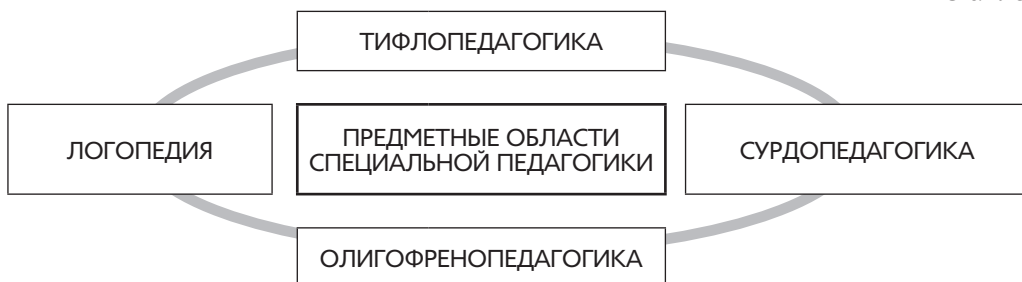 ТИФЛОПЕДАГОГИКА
ЛОГОПЕДИЯ
ПРЕДМЕТНЫЕ ОБЛАСТИ
СПЕЦИАЛЬНОЙ ПЕДАГОГИКИ
СУРДОПЕДАГОГИКА
ОЛИГОФРЕНОПЕДАГОГИКА